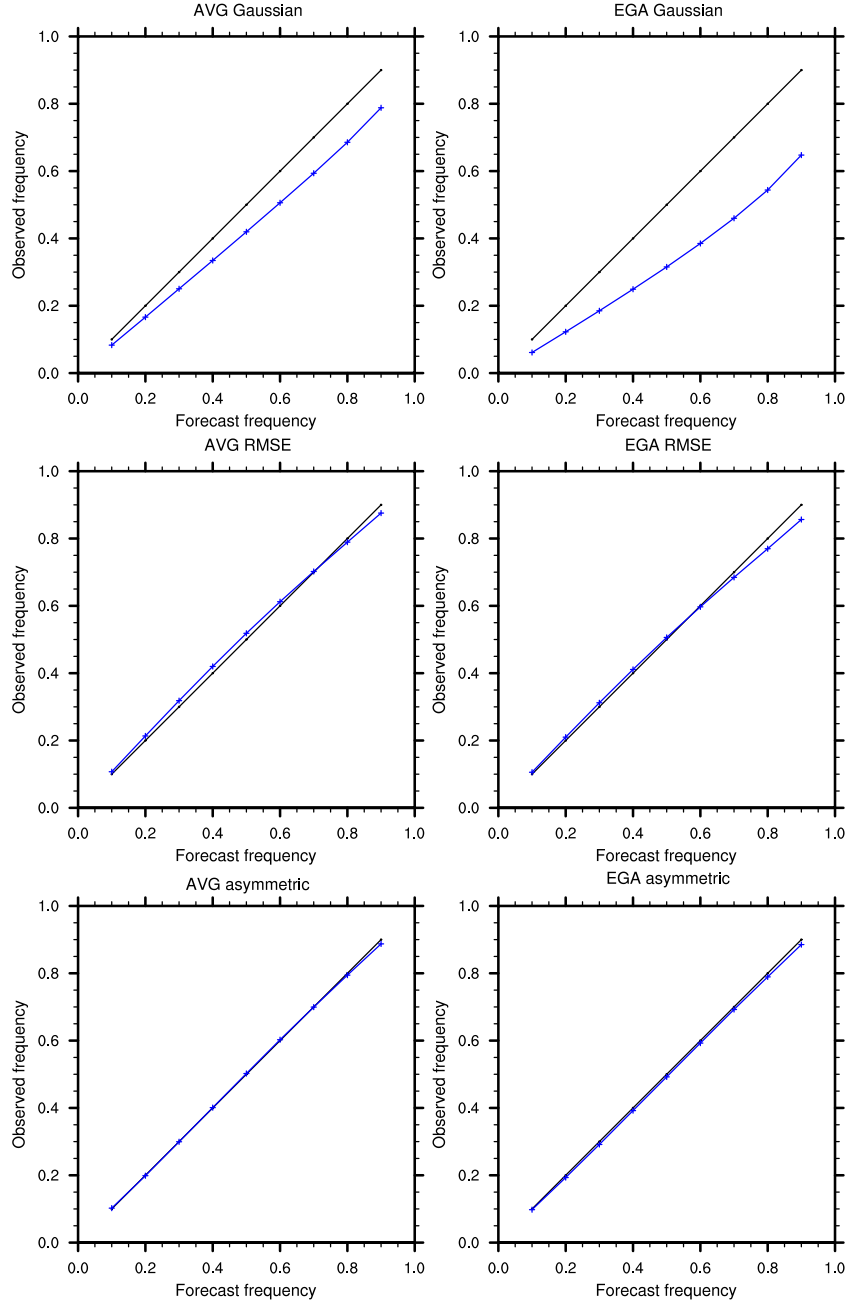 AVG Gaussian
EGA Gaussian
1.0
0.8
0.6
0.4
0.2
0.0
Observed frequency
0.0 0.2 0.4 0.6 0.8 1.0
Forecast frequency
1.0
0.8
0.6
0.4
0.2
0.0
Observed frequency
0.0 0.2 0.4 0.6 0.8 1.0
Forecast frequency
AVG RMSE
EGA RMSE
1.0
0.8
0.6
0.4
0.2
0.0
Observed frequency
0.0 0.2 0.4 0.6 0.8 1.0
Forecast frequency
1.0
0.8
0.6
0.4
0.2
0.0
Observed frequency
0.0 0.2 0.4 0.6 0.8 1.0
Forecast frequency
AVG asymmetric
EGA asymmetric
1.0
0.8
0.6
0.4
0.2
0.0
Observed frequency
0.0 0.2 0.4 0.6 0.8 1.0
Forecast frequency
1.0
0.8
0.6
0.4
0.2
0.0
Observed frequency
0.0 0.2 0.4 0.6 0.8 1.0
Forecast frequency